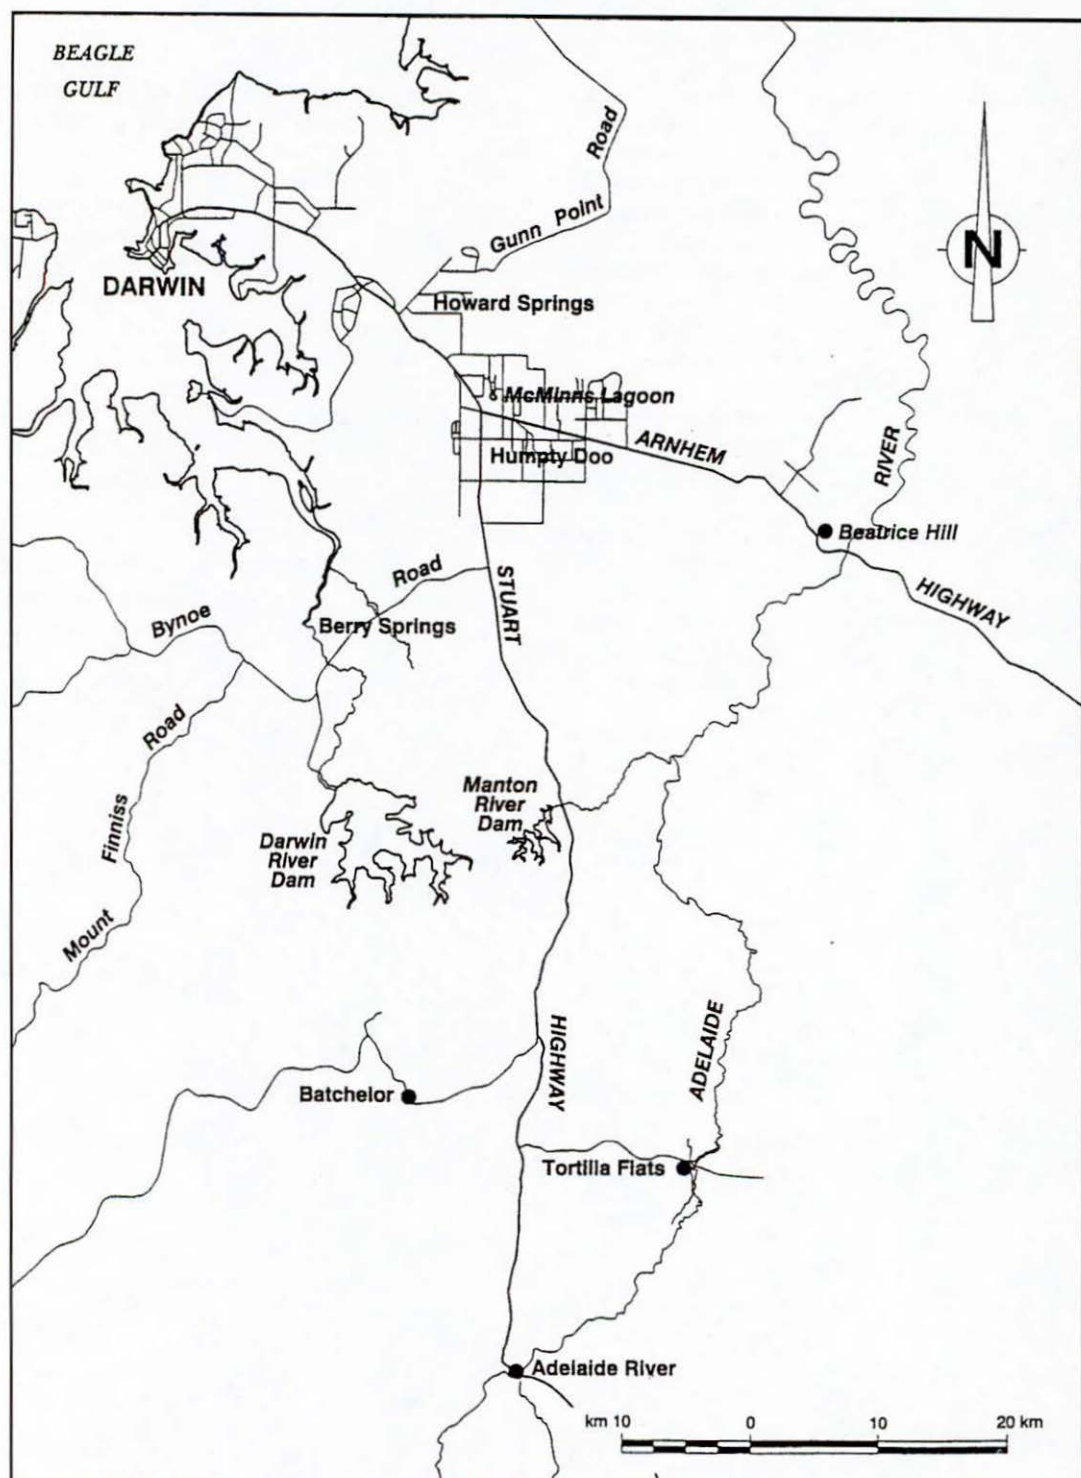 BEAGLE
GULF
Road
Gunn Point
N
DARWIN
Howard Springs
McMinns Lagoon
ARNHEM
RIVER
Humpty Doo
Beatrice Hill
Road
STUART
HIGHWAY
Bynoe
Berry Springs
Road
Manton
River
Dam
Finniss
Darwin
River
Dam
Mount
HIGHWAY
ADELAIDE
Batchelor
Tortilla Flats
Adelaide River
km 10 0 10 20 km